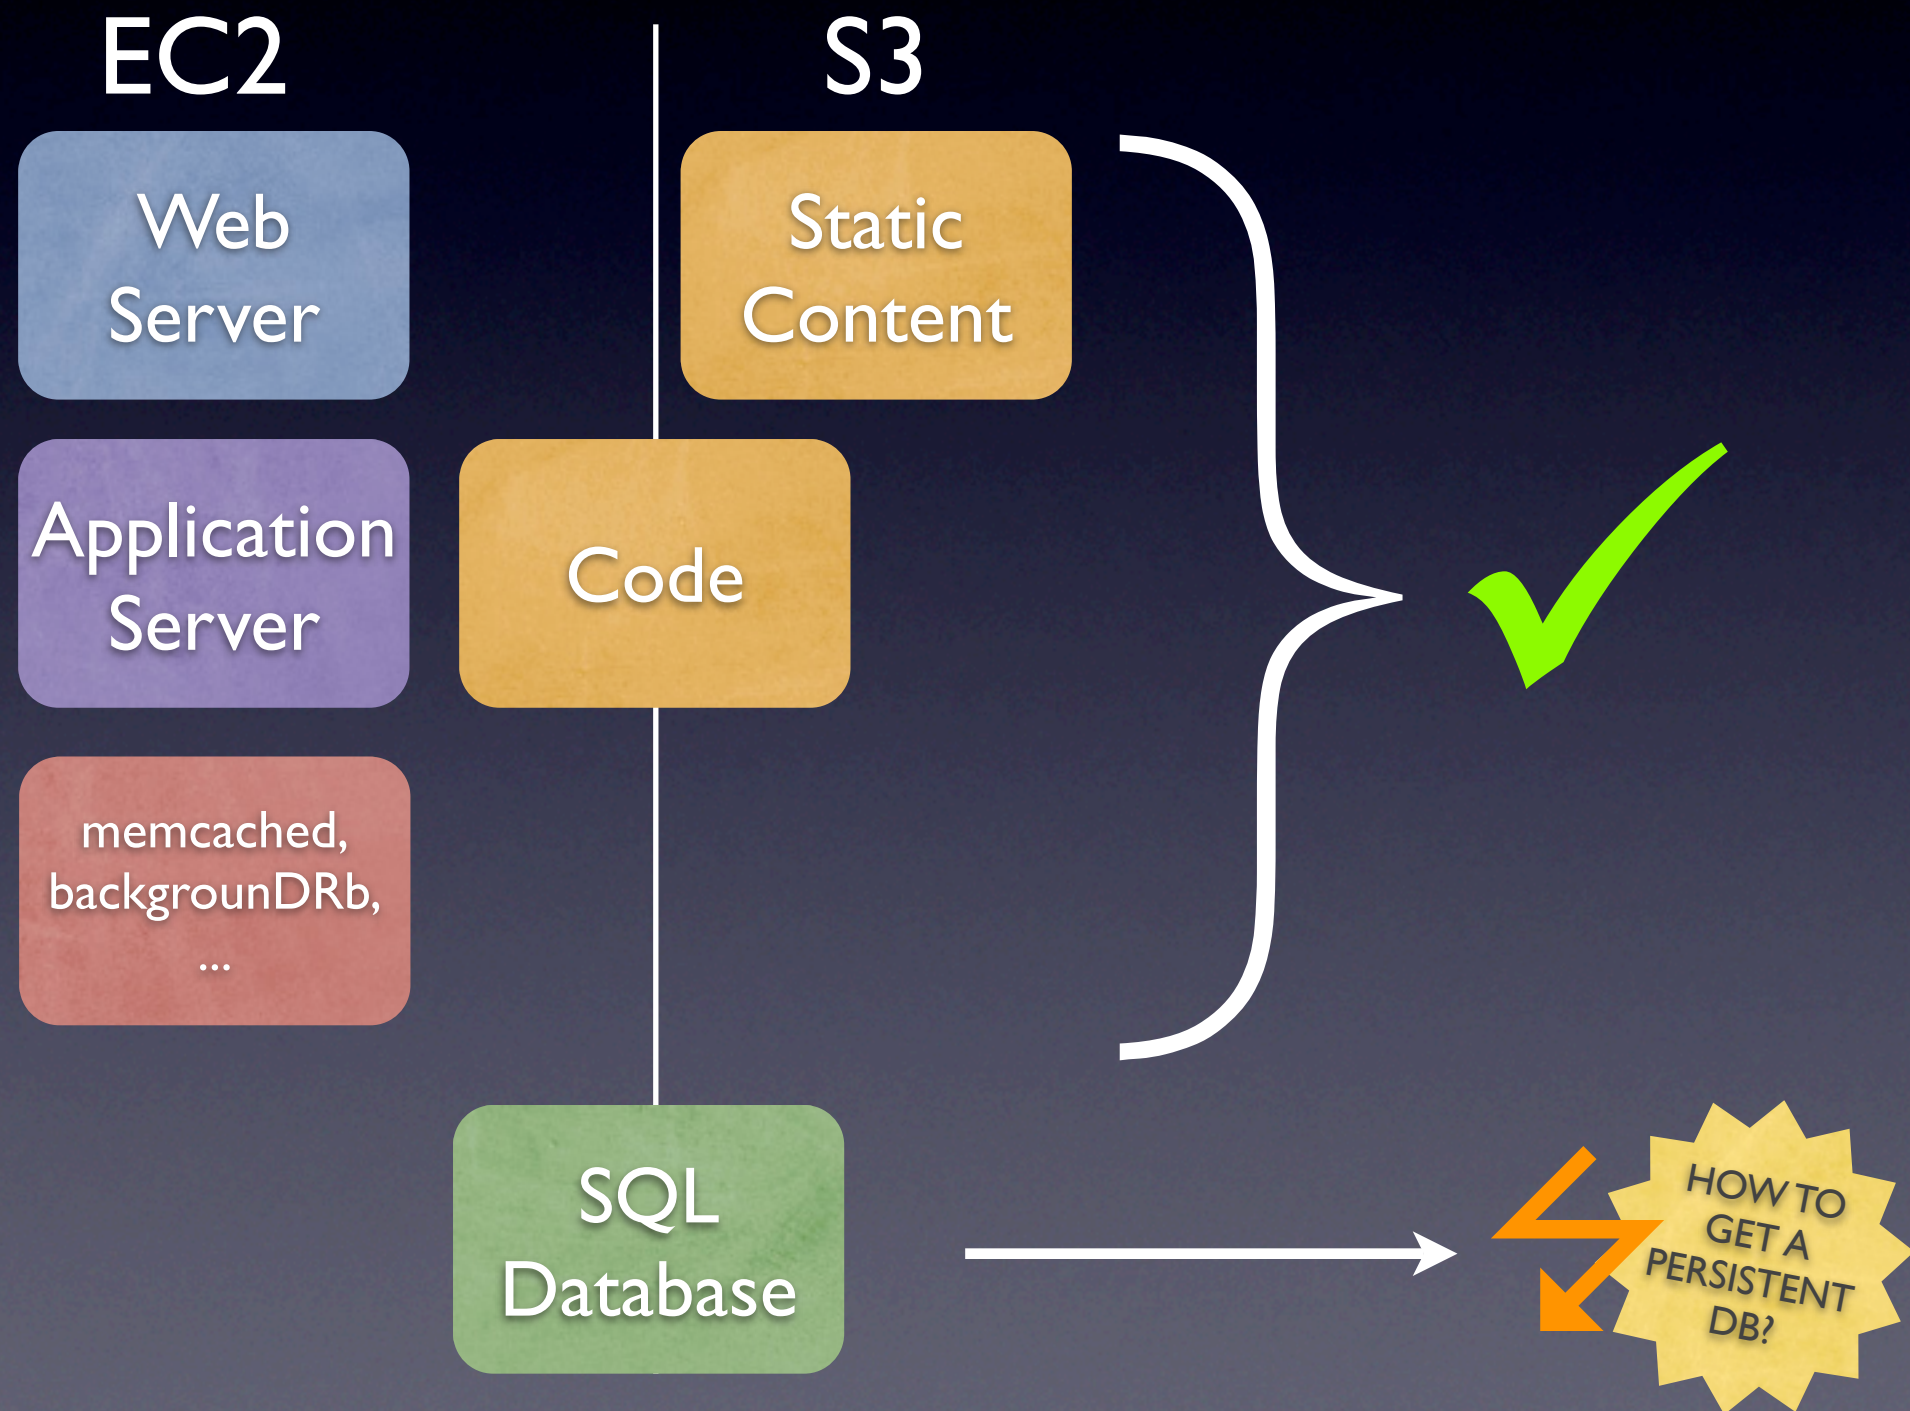 EC2
S3
Web
Server
Static
Content
Application
Server
Code
memcached,
backgrounDRb,
...
SQL
Database
HOW TO
GET A
PERSISTENT
DB?